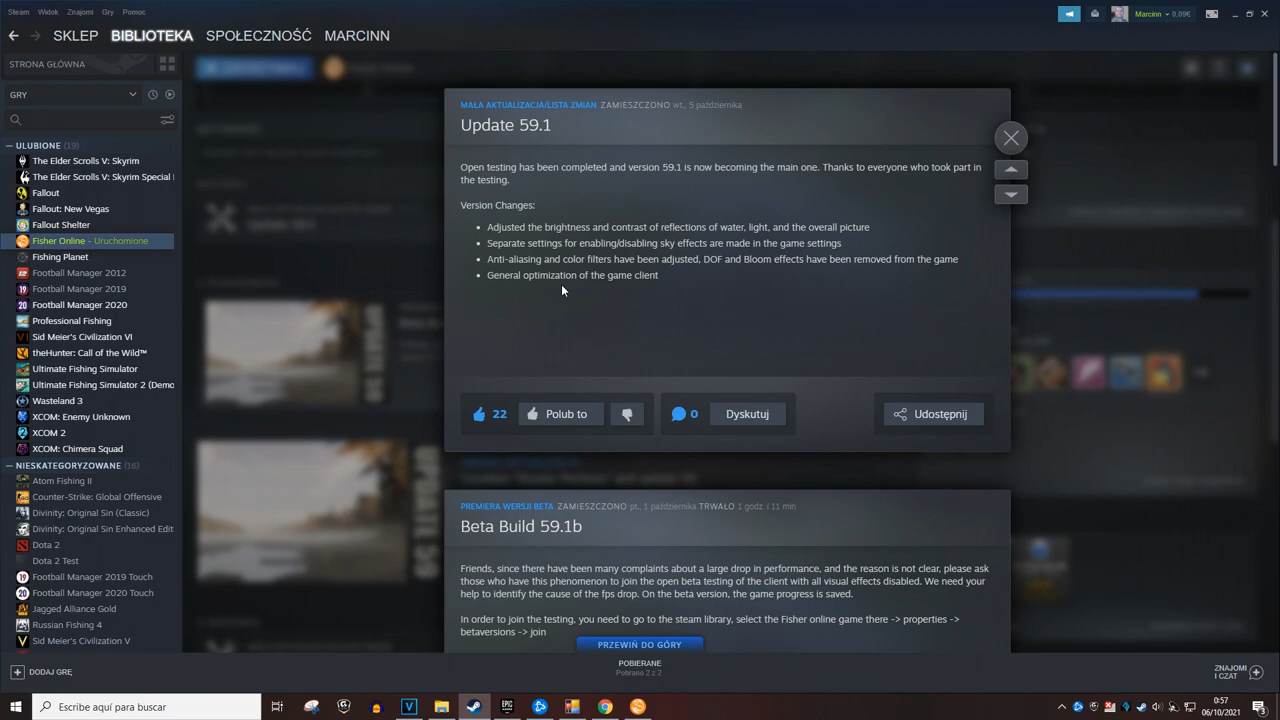 Steam Widok Znajomi Gry Pomoc
Marcinn 0,09€
SKLEP BIBLIOTEKA SPOŁECZNOŚĆ MARCINN
STRONA GŁÓWNA
GRY
ULUBIONE (19)
The Elder Scrolls V: Skyrim
The Elder Scrolls V: Skyrim Special
Fallout
Fallout: New Vegas
Fallout Shelter
Fisher Online - Uruchomione
Fishing Planet
Football Manager 2012
Football Manager 2019
Football Manager 2020
Professional Fishing
Sid Meier's Civilization VI
theHunter: Call of the Wild™
Ultimate Fishing Simulator
Ultimate Fishing Simulator 2 (Demo
Wasteland 3
XCOM: Enemy Unknown
XCOM 2
XCOM: Chimera Squad
NIESKATEGORYZOWANE (16)
Atom Fishing II
Counter-Strike: Global Offensive
Divinity: Original Sin (Classic)
Divinity: Original Sin Enhanced Edit
Dota 2
Dota 2 Test
Football Manager 2019 Touch
Football Manager 2020 Touch
Jagged Alliance Gold
Russian Fishing 4
Sid Meier's Civilization V
DODAJ GRĘ
MAŁA AKTUALIZACJA/LISTA ZMIAN ZAMIESZCZONO wt., 5 października
Update 59.1
Open testing has been completed and version 59.1 is now becoming the main one. Thanks to everyone who took part in
the testing.
Version Changes:
• Adjusted the brightness and contrast of reflections of water, light, and the overall picture
• Separate settings for enabling/disabling sky effects are made in the game settings
• Anti-aliasing and color filters have been adjusted, DOF and Bloom effects have been removed from the game
• General optimization of the game client
22 Polub to 0 Dyskutuj Udostępnij
PREMIERA WERSJI BETA ZAMIESZCZONO pt., 1 października TRWAŁO 1 godz. i 11 min
Beta Build 59.1b
Friends, since there have been many complaints about a large drop in performance, and the reason is not clear, please ask
those who have this phenomenon to join the open beta testing of the client with all visual effects disabled. We need your
help to identify the cause of the fps drop. On the beta version, the game progress is saved.
In order to join the testing, you need to go to the steam library, select the Fisher online game there -> properties ->
betaversions -> join
PRZEWIŃ DO GÓRY
POBIERANE
Pobrano 2 z 2
ZNAJOMI
I CZAT
Escribe aquí para buscar
0:57
06/10/2021